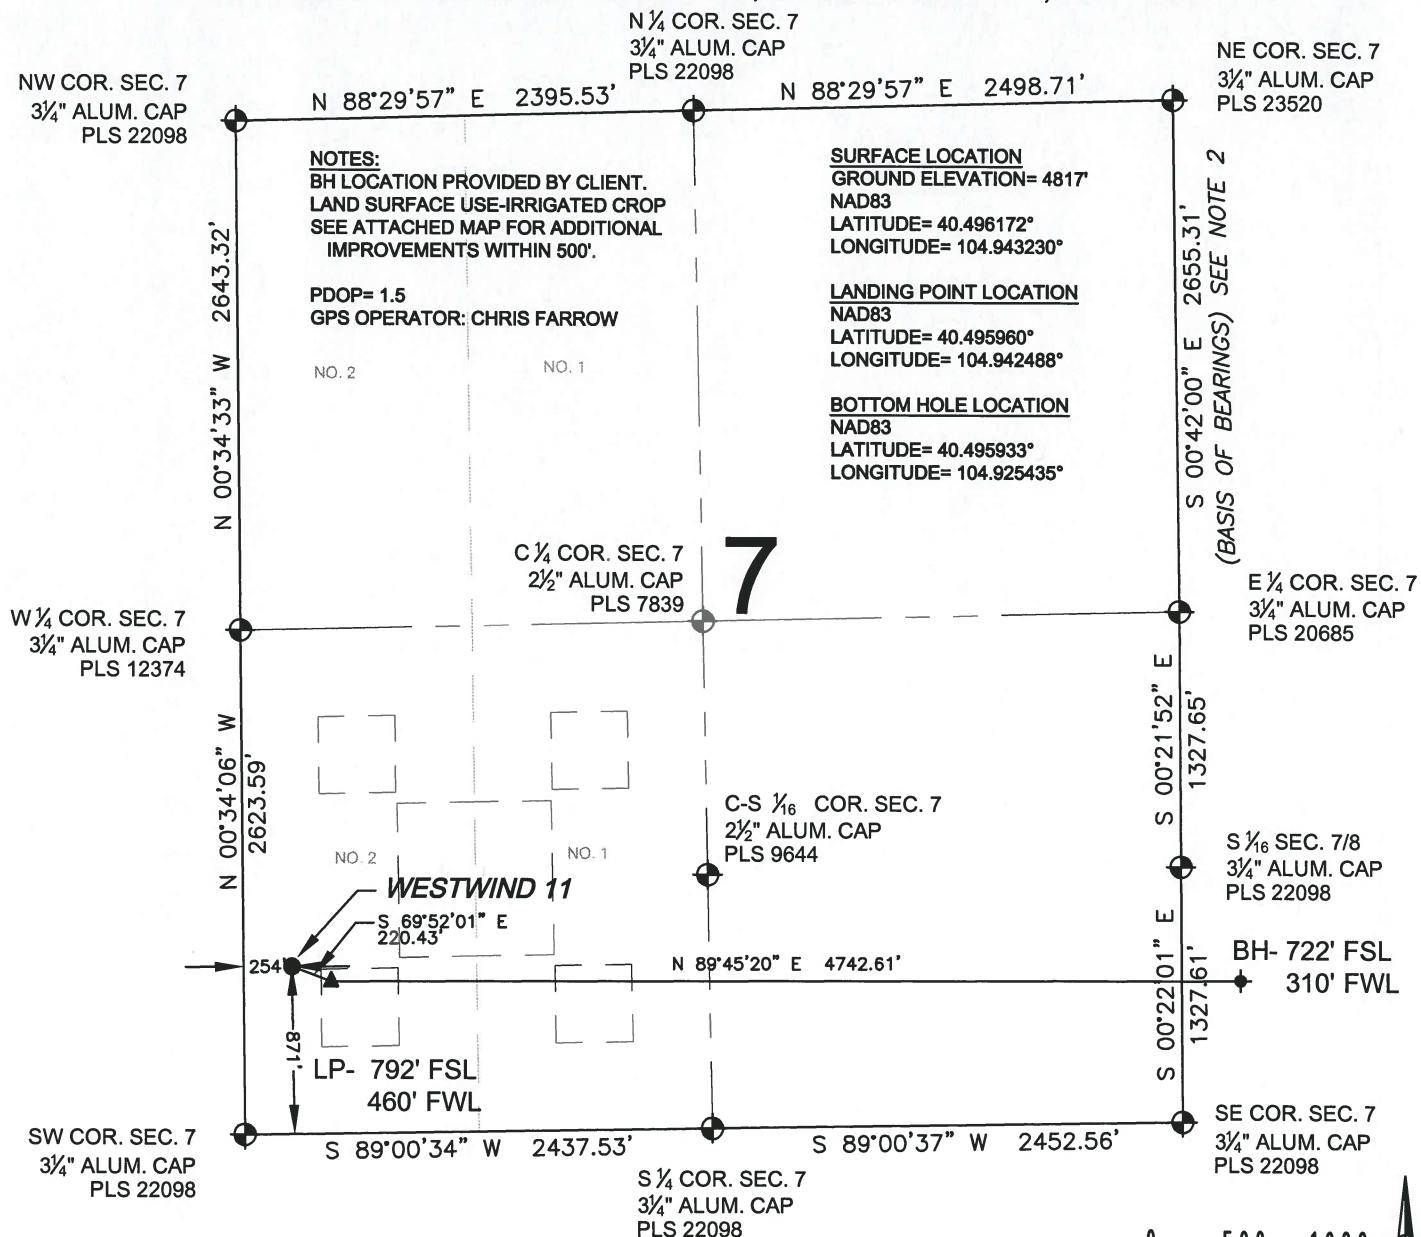 N ¼ COR. SEC. 7
3¼" ALUM. CAP
PLS 22098
NE COR. SEC. 7
3¼" ALUM. CAP
PLS 23520
NW COR. SEC. 7
3¼" ALUM. CAP
PLS 22098
N 88°29'57" E 2395.53'
N 88°29'57" E 2498.71'
NOTES:
BH LOCATION PROVIDED BY CLIENT.
LAND SURFACE USE-IRRIGATED CROP
SEE ATTACHED MAP FOR ADDITIONAL
IMPROVEMENTS WITHIN 500'.
PDOP= 1.5
GPS OPERATOR: CHRIS FARROW
SURFACE LOCATION
GROUND ELEVATION= 4817'
NAD83
LATITUDE= 40.496172°
LONGITUDE= 104.943230°
LANDING POINT LOCATION
NAD83
LATITUDE= 40.495960°
LONGITUDE= 104.942488°
BOTTOM HOLE LOCATION
NAD83
LATITUDE= 40.495933°
LONGITUDE= 104.925435°
N 00°34'33" W 2643.32'
S 00°42'00" E 2655.31'
(BASIS OF BEARINGS) SEE NOTE 2
NO. 2
NO. 1
C ¼ COR. SEC. 7
2½" ALUM. CAP
PLS 7839
7
W ¼ COR. SEC. 7
3¼" ALUM. CAP
PLS 12374
E ¼ COR. SEC. 7
3¼" ALUM. CAP
PLS 20685
N 00°34'06" W
2623.59'
S 00°21'52" E
1327.65'
C-S 1⁄16 COR. SEC. 7
2½" ALUM. CAP
PLS 9644
S 1⁄16 SEC. 7/8
3¼" ALUM. CAP
PLS 22098
NO. 2
NO. 1
WESTWIND 11
S 69°52'01" E
220.43'
254'
N 89°45'20" E 4742.61'
BH- 722' FSL
310' FWL
S 00°22'01" E
1327.61'
871'
LP- 792' FSL
460' FWL
SW COR. SEC. 7
3¼" ALUM. CAP
PLS 22098
S 89°00'34" W 2437.53'
S 89°00'37" W 2452.56'
SE COR. SEC. 7
3¼" ALUM. CAP
PLS 22098
S ¼ COR. SEC. 7
3¼" ALUM. CAP
PLS 22098